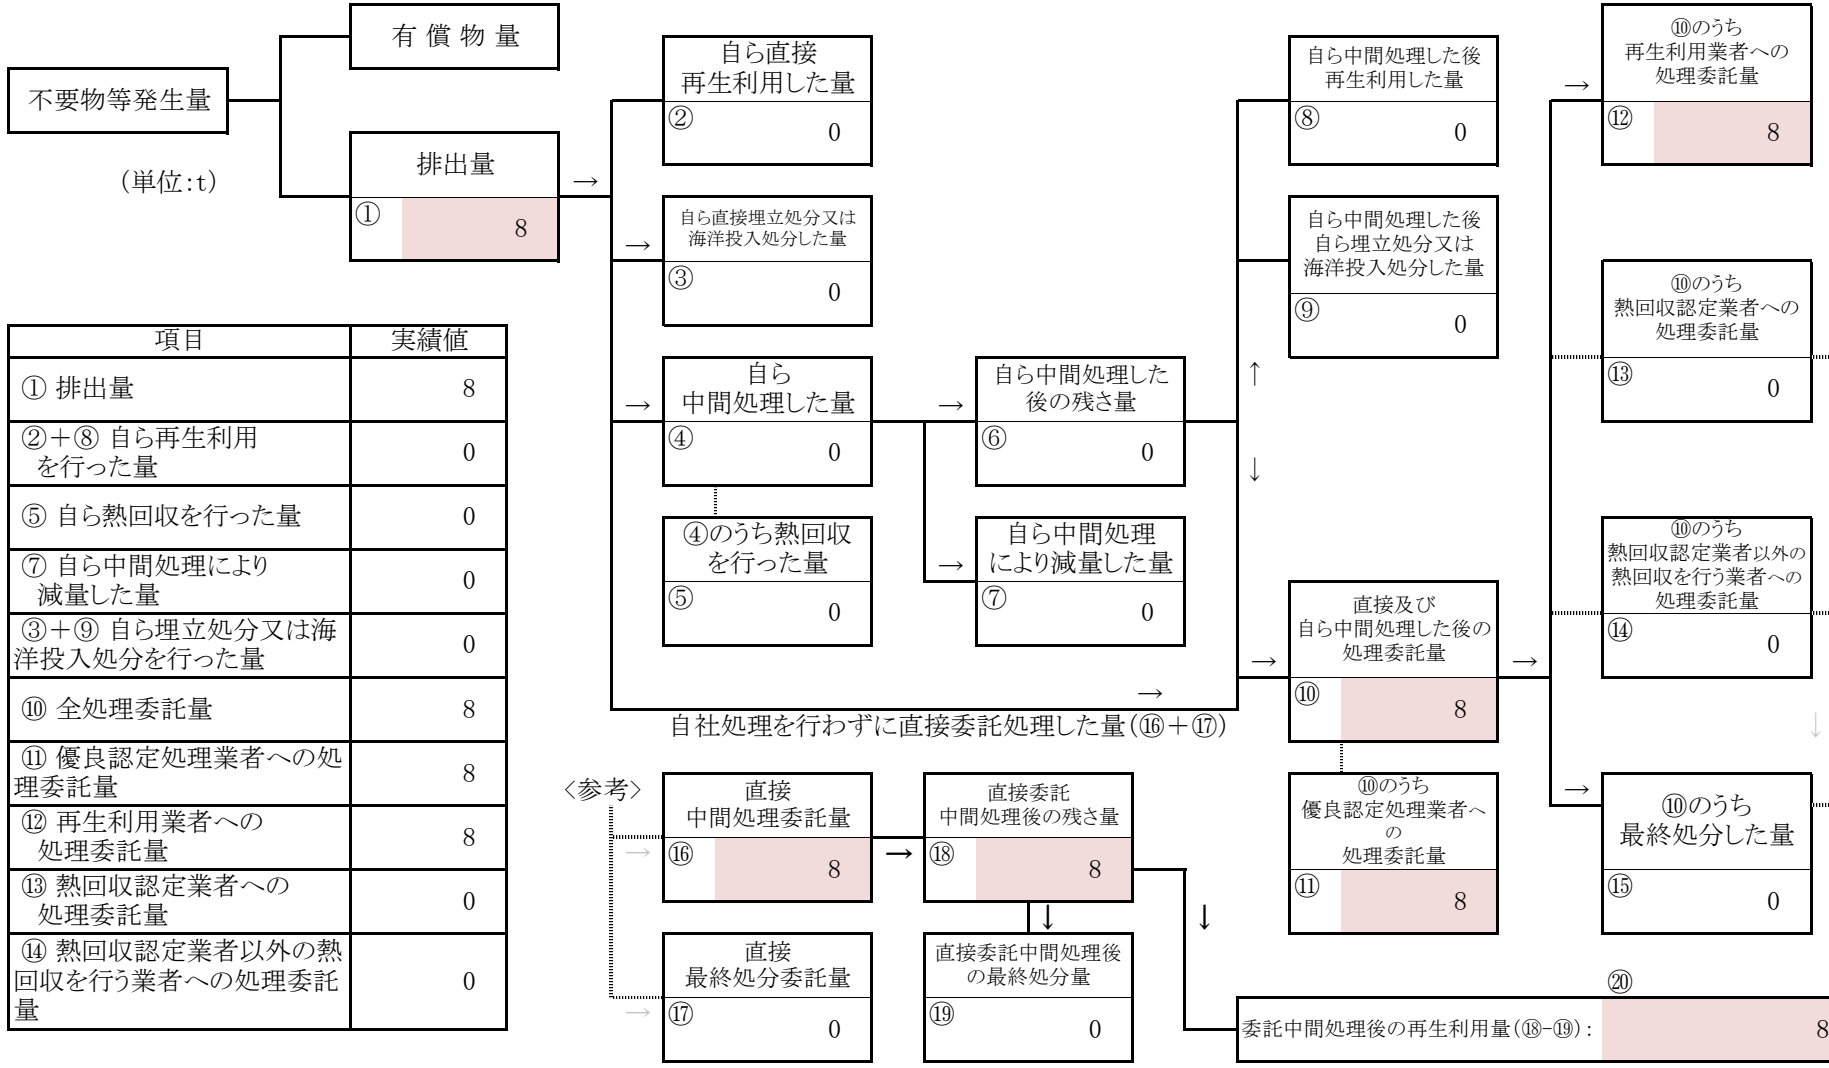 不要物等発生量
(単位:t)
有 償 物 量
排出量
①
8
→
自ら直接
再生利用した量
②
0
→
自ら直接埋立処分又は
海洋投入処分した量
③
0
→
自ら
中間処理した量
④
0
④のうち熱回収
を行った量
⑤
0
→
自ら中間処理した
後の残さ量
⑥
0
→
自ら中間処理
により減量した量
⑦
0
→
自社処理を行わずに直接委託処理した量(⑯+⑰)
↑
↓
自ら中間処理した後
再生利用した量
⑧
0
自ら中間処理した後
自ら埋立処分又は
海洋投入処分した量
⑨
0
→
直接及び
自ら中間処理した後の
処理委託量
⑩
8
⑩のうち
優良認定処理業者へ
の
処理委託量
⑪
8
→
→
⑩のうち
再生利用業者への
処理委託量
⑫
8
⑩のうち
熱回収認定業者への
処理委託量
⑬
0
⑩のうち
熱回収認定業者以外の
熱回収を行う業者への
処理委託量
⑭
0
↓
→
⑩のうち
最終処分した量
⑮
0
項目 実績値
① 排出量 8
②+⑧ 自ら再生利用
を行った量 0
⑤ 自ら熱回収を行った量 0
⑦ 自ら中間処理により
減量した量 0
③+⑨ 自ら埋立処分又は海
洋投入処分を行った量 0
⑩ 全処理委託量 8
⑪ 優良認定処理業者への処
理委託量 8
⑫ 再生利用業者への
処理委託量 8
⑬ 熱回収認定業者への
処理委託量 0
⑭ 熱回収認定業者以外の熱
回収を行う業者への処理委託
量 0
<参考>
→
直接
中間処理委託量
⑯
8
→
直接委託
中間処理後の残さ量
⑱
8
↓
↓
→
直接
最終処分委託量
⑰
0
直接委託中間処理後
の最終処分量
⑲
0
⑳
委託中間処理後の再生利用量(⑱-⑲): 8